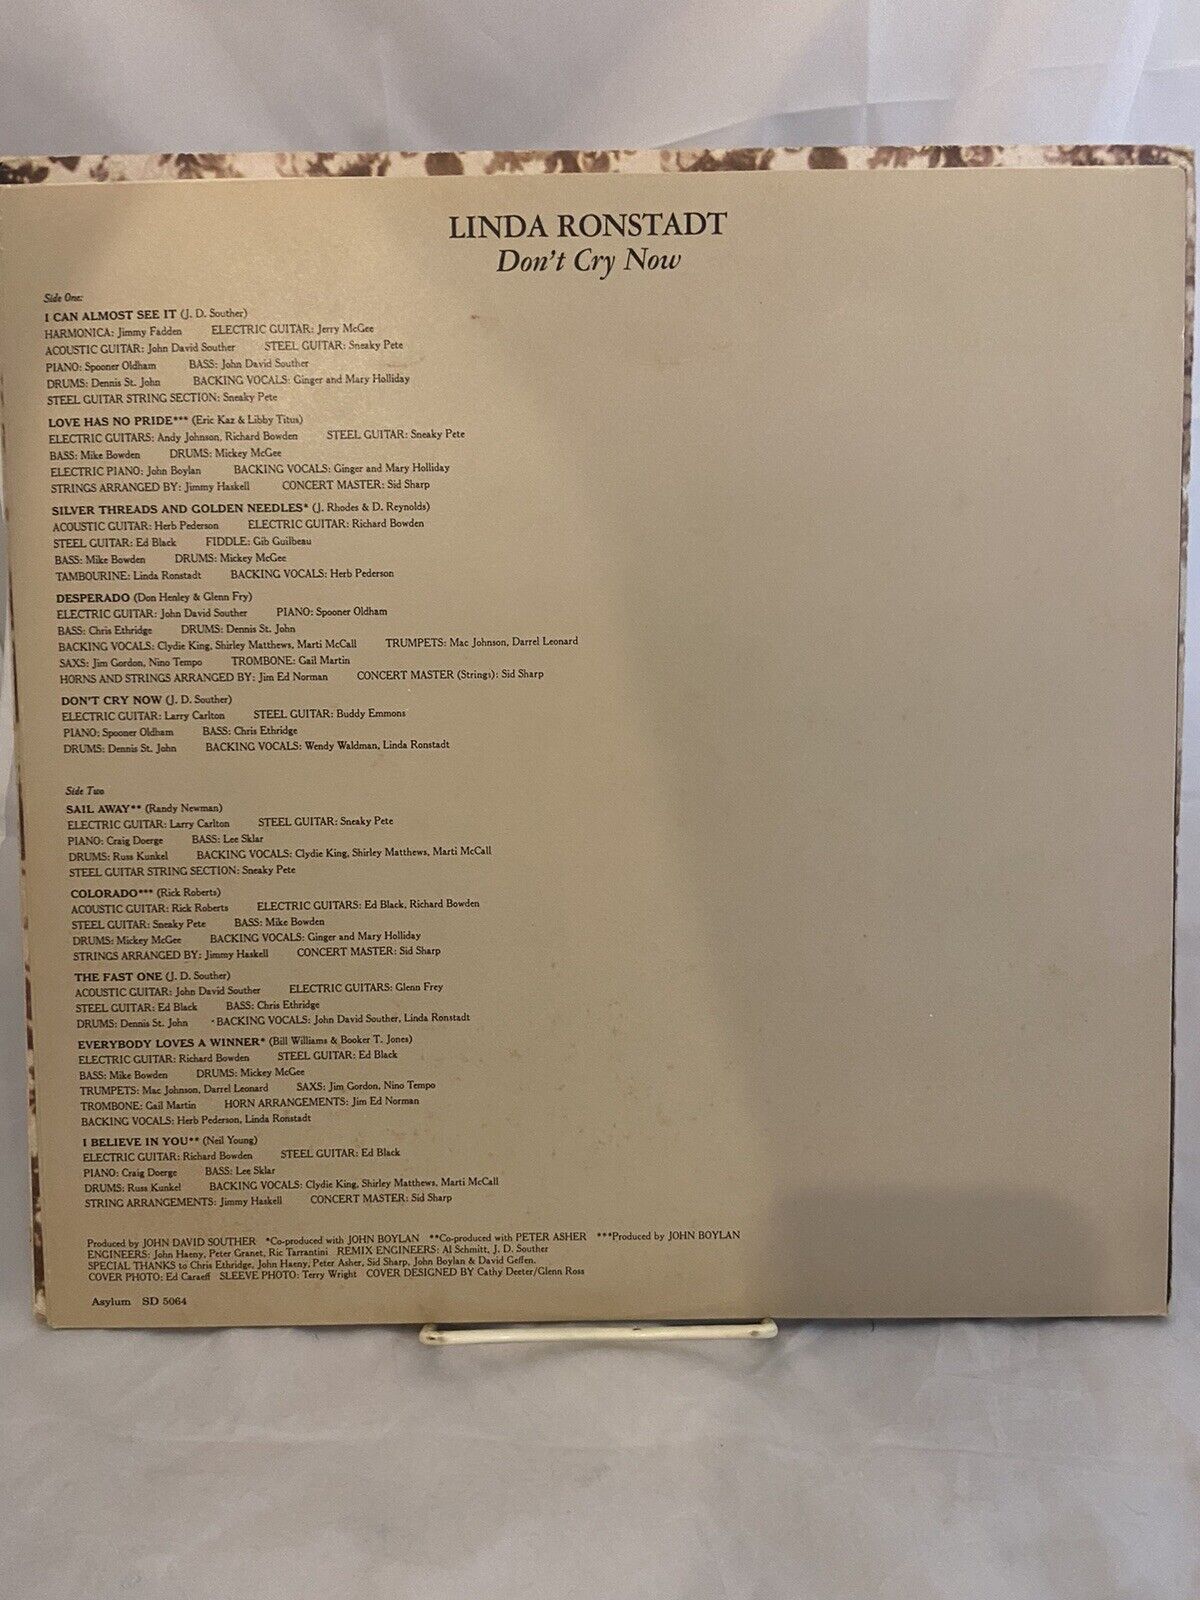 LINDA RONSTADT
Don't Cry Now
Side One:
I CAN ALMOST SEE IT (J. D. Souther)
HARMONICA: Jimmy Fadden ELECTRIC GUITAR: Jerry McGee
ACOUSTIC GUITAR: John David Souther STEEL GUITAR: Sneaky Pete
PIANO: Spooner Oldham BASS: John David Souther
DRUMS: Dennis St. John BACKING VOCALS: Ginger and Mary Holliday
STEEL GUITAR STRING SECTION: Sneaky Pete
LOVE HAS NO PRIDE*** (Eric Kaz & Libby Titus)
ELECTRIC GUITARS: Andy Johnson, Richard Bowden STEEL GUITAR: Sneaky Pete
BASS: Mike Bowden DRUMS: Mickey McGee
ELECTRIC PIANO: John Boylan BACKING VOCALS: Ginger and Mary Holliday
STRINGS ARRANGED BY: Jimmy Haskell CONCERT MASTER: Sid Sharp
SILVER THREADS AND GOLDEN NEEDLES* (J. Rhodes & D. Reynolds)
ACOUSTIC GUITAR: Herb Pederson ELECTRIC GUITAR: Richard Bowden
STEEL GUITAR: Ed Black FIDDLE: Gib Guilbeau
BASS: Mike Bowden DRUMS: Mickey McGee
TAMBOURINE: Linda Ronstadt BACKING VOCALS: Herb Pederson
DESPERADO (Don Henley & Glenn Fry)
ELECTRIC GUITAR: John David Souther PIANO: Spooner Oldham
BASS: Chris Ethridge DRUMS: Dennis St. John
BACKING VOCALS: Clydie King, Shirley Matthews, Marti McCall TRUMPETS: Mac Johnson, Darrel Leonard
SAXS: Jim Gordon, Nino Tempo TROMBONE: Gail Martin
HORNS AND STRINGS ARRANGED BY: Jim Ed Norman CONCERT MASTER (Strings): Sid Sharp
DON'T CRY NOW (J. D. Souther)
ELECTRIC GUITAR: Larry Carlton STEEL GUITAR: Buddy Emmons
PIANO: Spooner Oldham BASS: Chris Ethridge
DRUMS: Dennis St. John BACKING VOCALS: Wendy Waldman, Linda Ronstadt
Side Two
SAIL AWAY** (Randy Newman)
ELECTRIC GUITAR: Larry Carlton STEEL GUITAR: Sneaky Pete
PIANO: Craig Doerge BASS: Lee Sklar
DRUMS: Russ Kunkel BACKING VOCALS: Clydie King, Shirley Matthews, Marti McCall
STEEL GUITAR STRING SECTION: Sneaky Pete
COLORADO*** (Rick Roberts)
ACOUSTIC GUITAR: Rick Roberts ELECTRIC GUITARS: Ed Black, Richard Bowden
STEEL GUITAR: Sneaky Pete BASS: Mike Bowden
DRUMS: Mickey McGee BACKING VOCALS: Ginger and Mary Holliday
STRINGS ARRANGED BY: Jimmy Haskell CONCERT MASTER: Sid Sharp
THE FAST ONE (J. D. Souther)
ACOUSTIC GUITAR: John David Souther ELECTRIC GUITARS: Glenn Frey
STEEL GUITAR: Ed Black BASS: Chris Ethridge
DRUMS: Dennis St. John BACKING VOCALS: John David Souther, Linda Ronstadt
EVERYBODY LOVES A WINNER* (Bill Williams & Booker T. Jones)
ELECTRIC GUITAR: Richard Bowden STEEL GUITAR: Ed Black
BASS: Mike Bowden DRUMS: Mickey McGee
TRUMPETS: Mac Johnson, Darrel Leonard SAXS: Jim Gordon, Nino Tempo
TROMBONE: Gail Martin HORN ARRANGEMENTS: Jim Ed Norman
BACKING VOCALS: Herb Pederson, Linda Ronstadt
I BELIEVE IN YOU** (Neil Young)
ELECTRIC GUITAR: Richard Bowden STEEL GUITAR: Ed Black
PIANO: Craig Doerge BASS: Lee Sklar
DRUMS: Russ Kunkel BACKING VOCALS: Clydie King, Shirley Matthews, Marti McCall
STRING ARRANGEMENTS: Jimmy Haskell CONCERT MASTER: Sid Sharp
Produced by JOHN DAVID SOUTHER *Co-produced with JOHN BOYLAN **Co-produced with PETER ASHER ***Produced by JOHN BOYLAN
ENGINEERS: John Haeny, Peter Granet, Ric Tarrantini REMIX ENGINEERS: Al Schmitt, J. D. Souther
SPECIAL THANKS to Chris Ethridge, John Haeny, Peter Asher, Sid Sharp, John Boylan & David Geffen.
COVER PHOTO: Ed Caraeff SLEEVE PHOTO: Terry Wright COVER DESIGNED BY Cathy Deeter/Glenn Ross
Asylum SD 5064